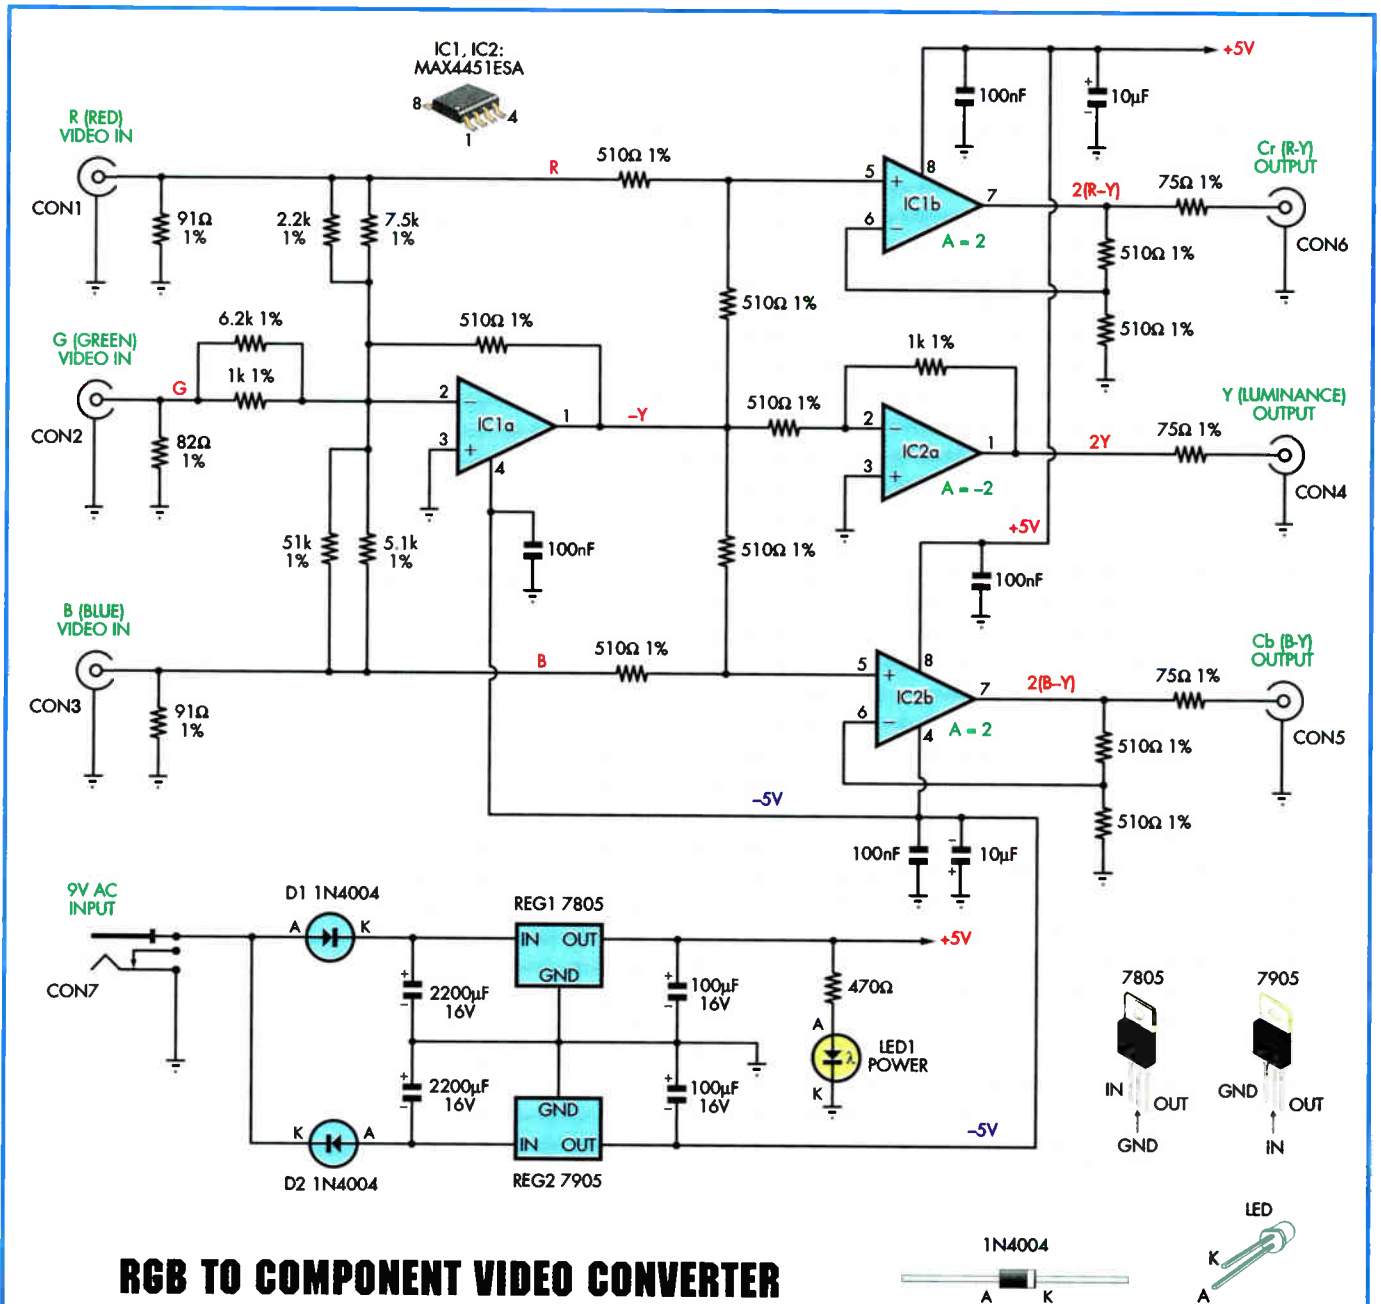 IC1, IC2:
MAX4451ESA
8
4
1
+5V
100nF
10µF
+
–
R (RED)
VIDEO IN
CON1
91Ω
1%
2.2k
1%
7.5k
1%
R
510Ω 1%
5
+
6
–
8
IC1b
7
A = 2
2(R–Y)
75Ω 1%
Cr (R-Y)
OUTPUT
CON6
510Ω 1%
510Ω 1%
510Ω 1%
G (GREEN)
VIDEO IN
CON2
G
6.2k 1%
1k 1%
82Ω
1%
510Ω 1%
2
–
3
+
IC1a
4
1
–Y
510Ω 1%
1k 1%
2
–
3
+
IC2a
1
A = –2
2Y
75Ω 1%
Y (LUMINANCE)
OUTPUT
CON4
51k
1%
5.1k
1%
100nF
510Ω 1%
+5V
100nF
B (BLUE)
VIDEO IN
CON3
91Ω
1%
B
510Ω 1%
5
+
6
–
8
IC2b
4
7
A = 2
2(B–Y)
75Ω 1%
Cb (B-Y)
OUTPUT
CON5
510Ω 1%
510Ω 1%
–5V
100nF
–
+
10µF
9V AC
INPUT
CON7
D1 1N4004
A
K
REG1 7805
IN
OUT
GND
+5V
+
–
2200µF
16V
+
–
100µF
16V
470Ω
A
λ
K
LED1
POWER
+
–
2200µF
16V
+
–
100µF
16V
GND
IN
OUT
REG2 7905
K
A
D2 1N4004
–5V
7805
IN
OUT
GND
7905
GND
OUT
IN
LED
K
A
1N4004
A
K
RGB TO COMPONENT VIDEO CONVERTER